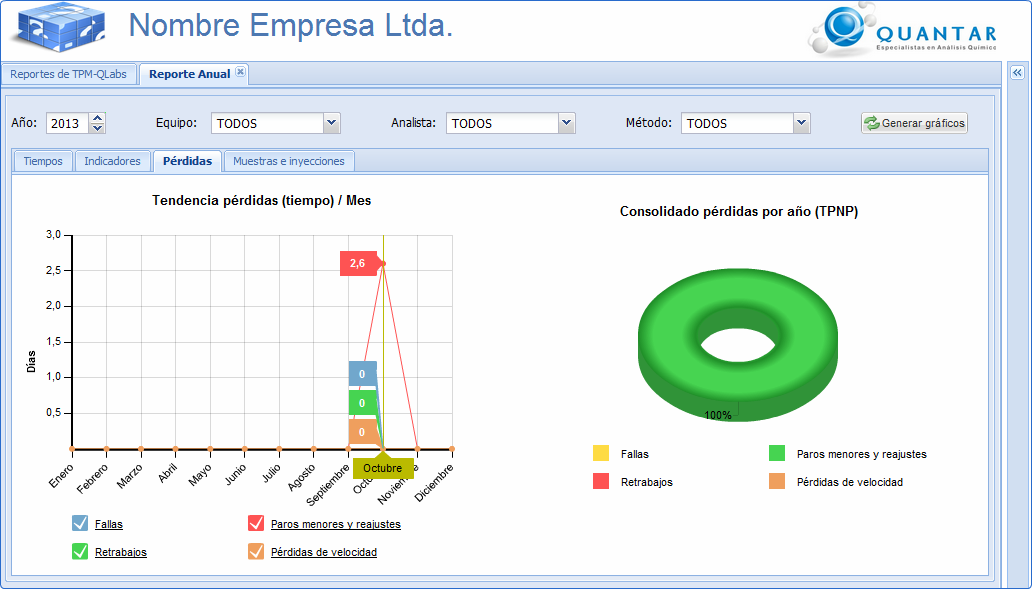 Nombre Empresa Ltda.
QUANTAR
Especialistas en Análisis Químico
Reportes de TPM-QLabs
Reporte Anual
Año: 2013 Equipo: TODOS Analista: TODOS Método: TODOS Generar gráficos
Tiempos Indicadores Pérdidas Muestras e inyecciones
Tendencia pérdidas (tiempo) / Mes
Días
3,0
2,5
2,0
1,5
1,0
0,5
2,6
0
0
0
Octubre
Enero
Febrero
Marzo
Abril
Mayo
Junio
Julio
Agosto
Septiembre
Diciembre
Fallas
Paros menores y reajustes
Retrabajos
Pérdidas de velocidad
Consolidado pérdidas por año (TPNP)
100%
Fallas
Paros menores y reajustes
Retrabajos
Pérdidas de velocidad